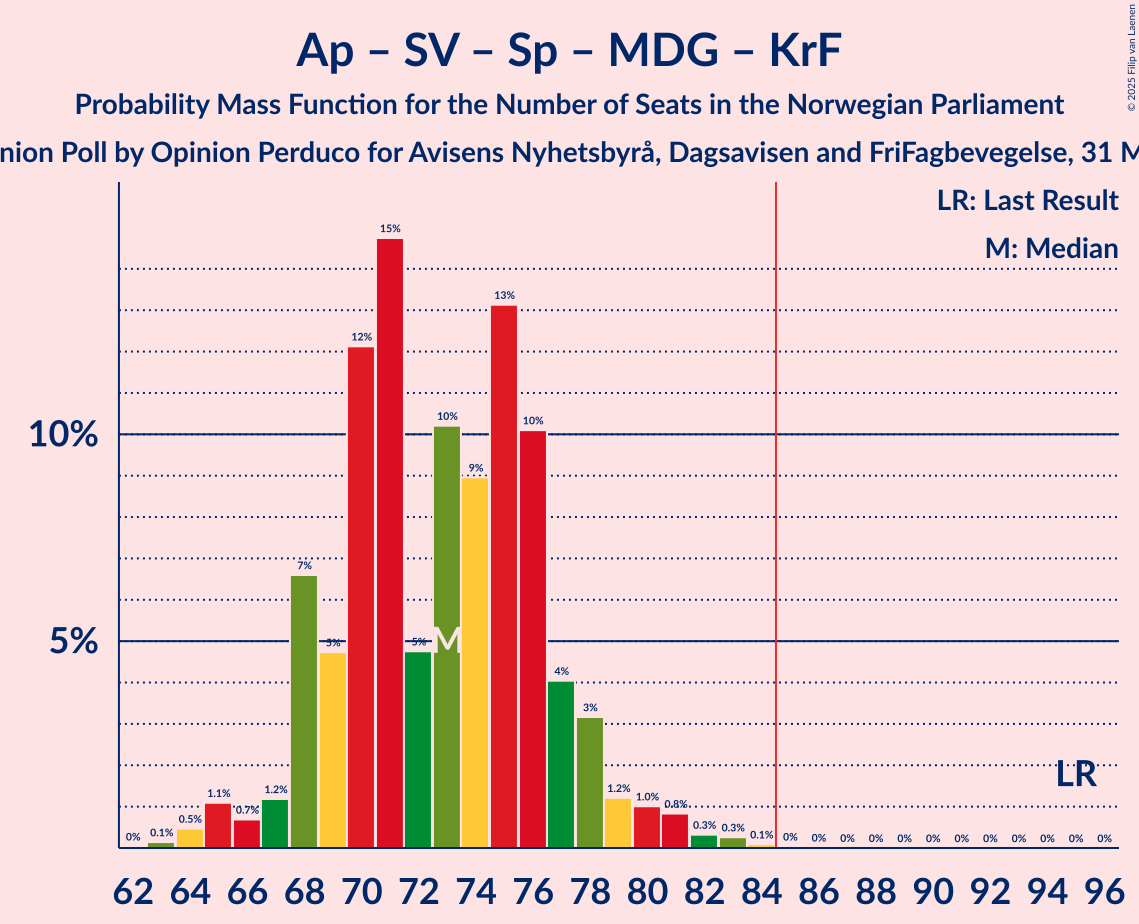 Ap – SV – Sp – MDG – KrF
© 2025 Filip van Laenen
Probability Mass Function for the Number of Seats in the Norwegian Parliament
nion Poll by Opinion Perduco for Avisens Nyhetsbyrå, Dagsavisen and FriFagbevegelse, 31 M
LR: Last Result
M: Median
10%
5%
0% 0.1% 0.5% 1.1% 0.7% 1.2% 7% 5% 12% 15% 5% 10% 9% 13% 10% 4% 3% 1.2% 1.0% 0.8% 0.3% 0.3% 0.1% 0% 0% 0% 0% 0% 0% 0% 0% 0% 0% 0% 0%
M
LR
62 64 66 68 70 72 74 76 78 80 82 84 86 88 90 92 94 96